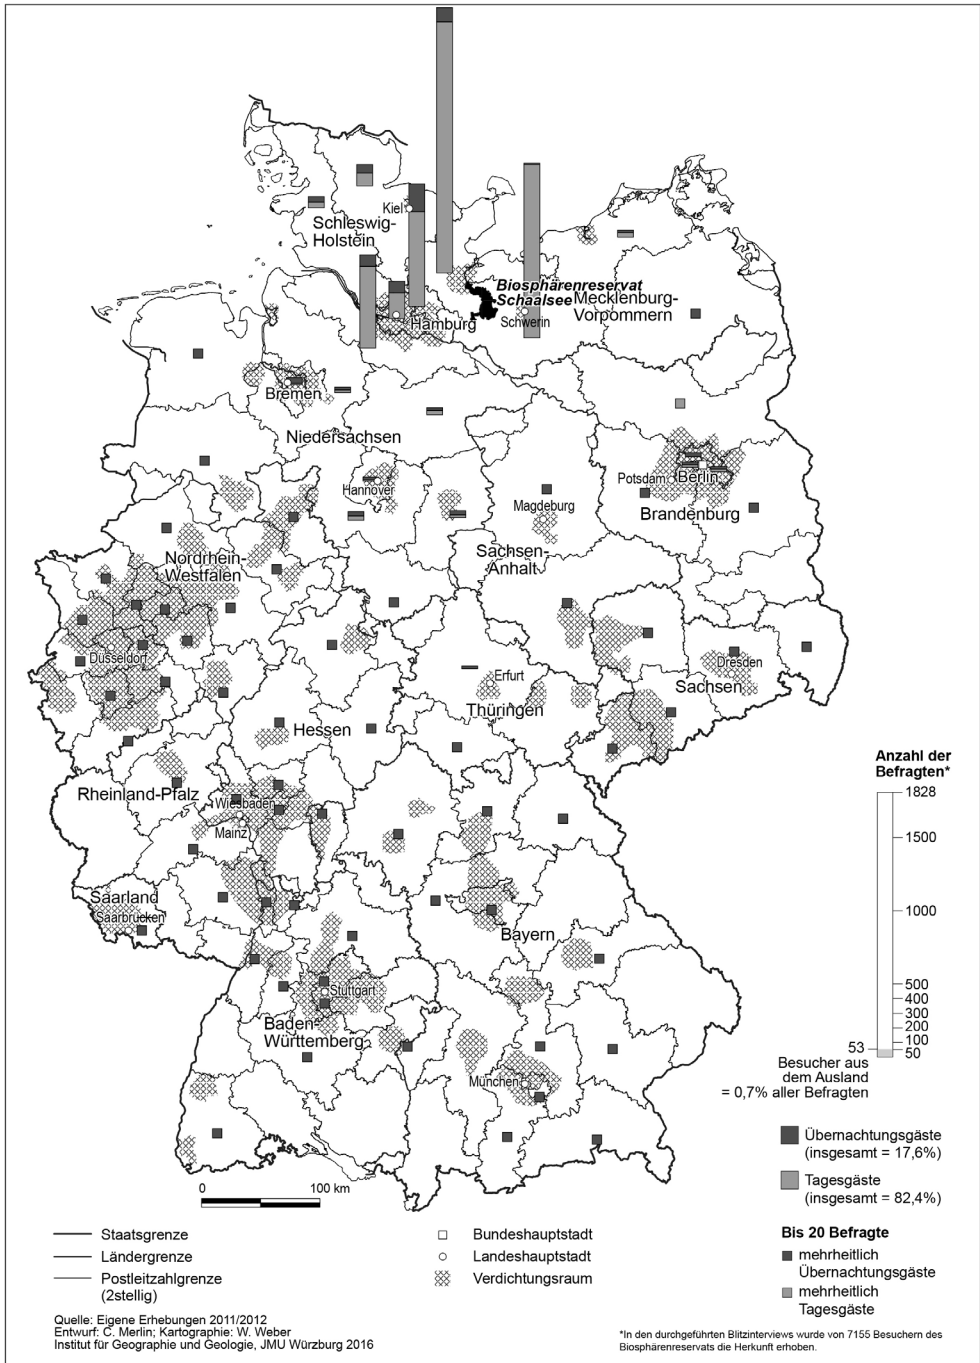 Kiel
Schleswig-
Holstein
Biosphärenreservat
Schaalsee
Mecklenburg-
Vorpommern
Schwerin
Hamburg
Bremen
Niedersachsen
Hannover
Magdeburg
Potsdam
Berlin
Brandenburg
Sachsen-
Anhalt
Nordrhein-
Westfalen
Düsseldorf
Erfurt
Thüringen
Dresden
Sachsen
Hessen
Rheinland-Pfalz
Wiesbaden
Mainz
Saarland
Saarbrücken
Bayern
Stuttgart
Baden-
Württemberg
München
Anzahl der
Befragten*
1828
1500
1000
500
400
300
200
100
53
50
Besucher aus
dem Ausland
= 0,7% aller Befragten
Übernachtungsgäste
(insgesamt = 17,6%)
Tagesgäste
(insgesamt = 82,4%)
Bis 20 Befragte
mehrheitlich
Übernachtungsgäste
mehrheitlich
Tagesgäste
0 100 km
Staatsgrenze
Ländergrenze
Postleitzahlgrenze
(2stellig)
Bundeshauptstadt
Landeshauptstadt
Verdichtungsraum
Quelle: Eigene Erhebungen 2011/2012
Entwurf: C. Merlin; Kartographie: W. Weber
Institut für Geographie und Geologie, JMU Würzburg 2016
*In den durchgeführten Blitzinterviews wurde von 7155 Besuchern des
Biosphärenreservats die Herkunft erhoben.